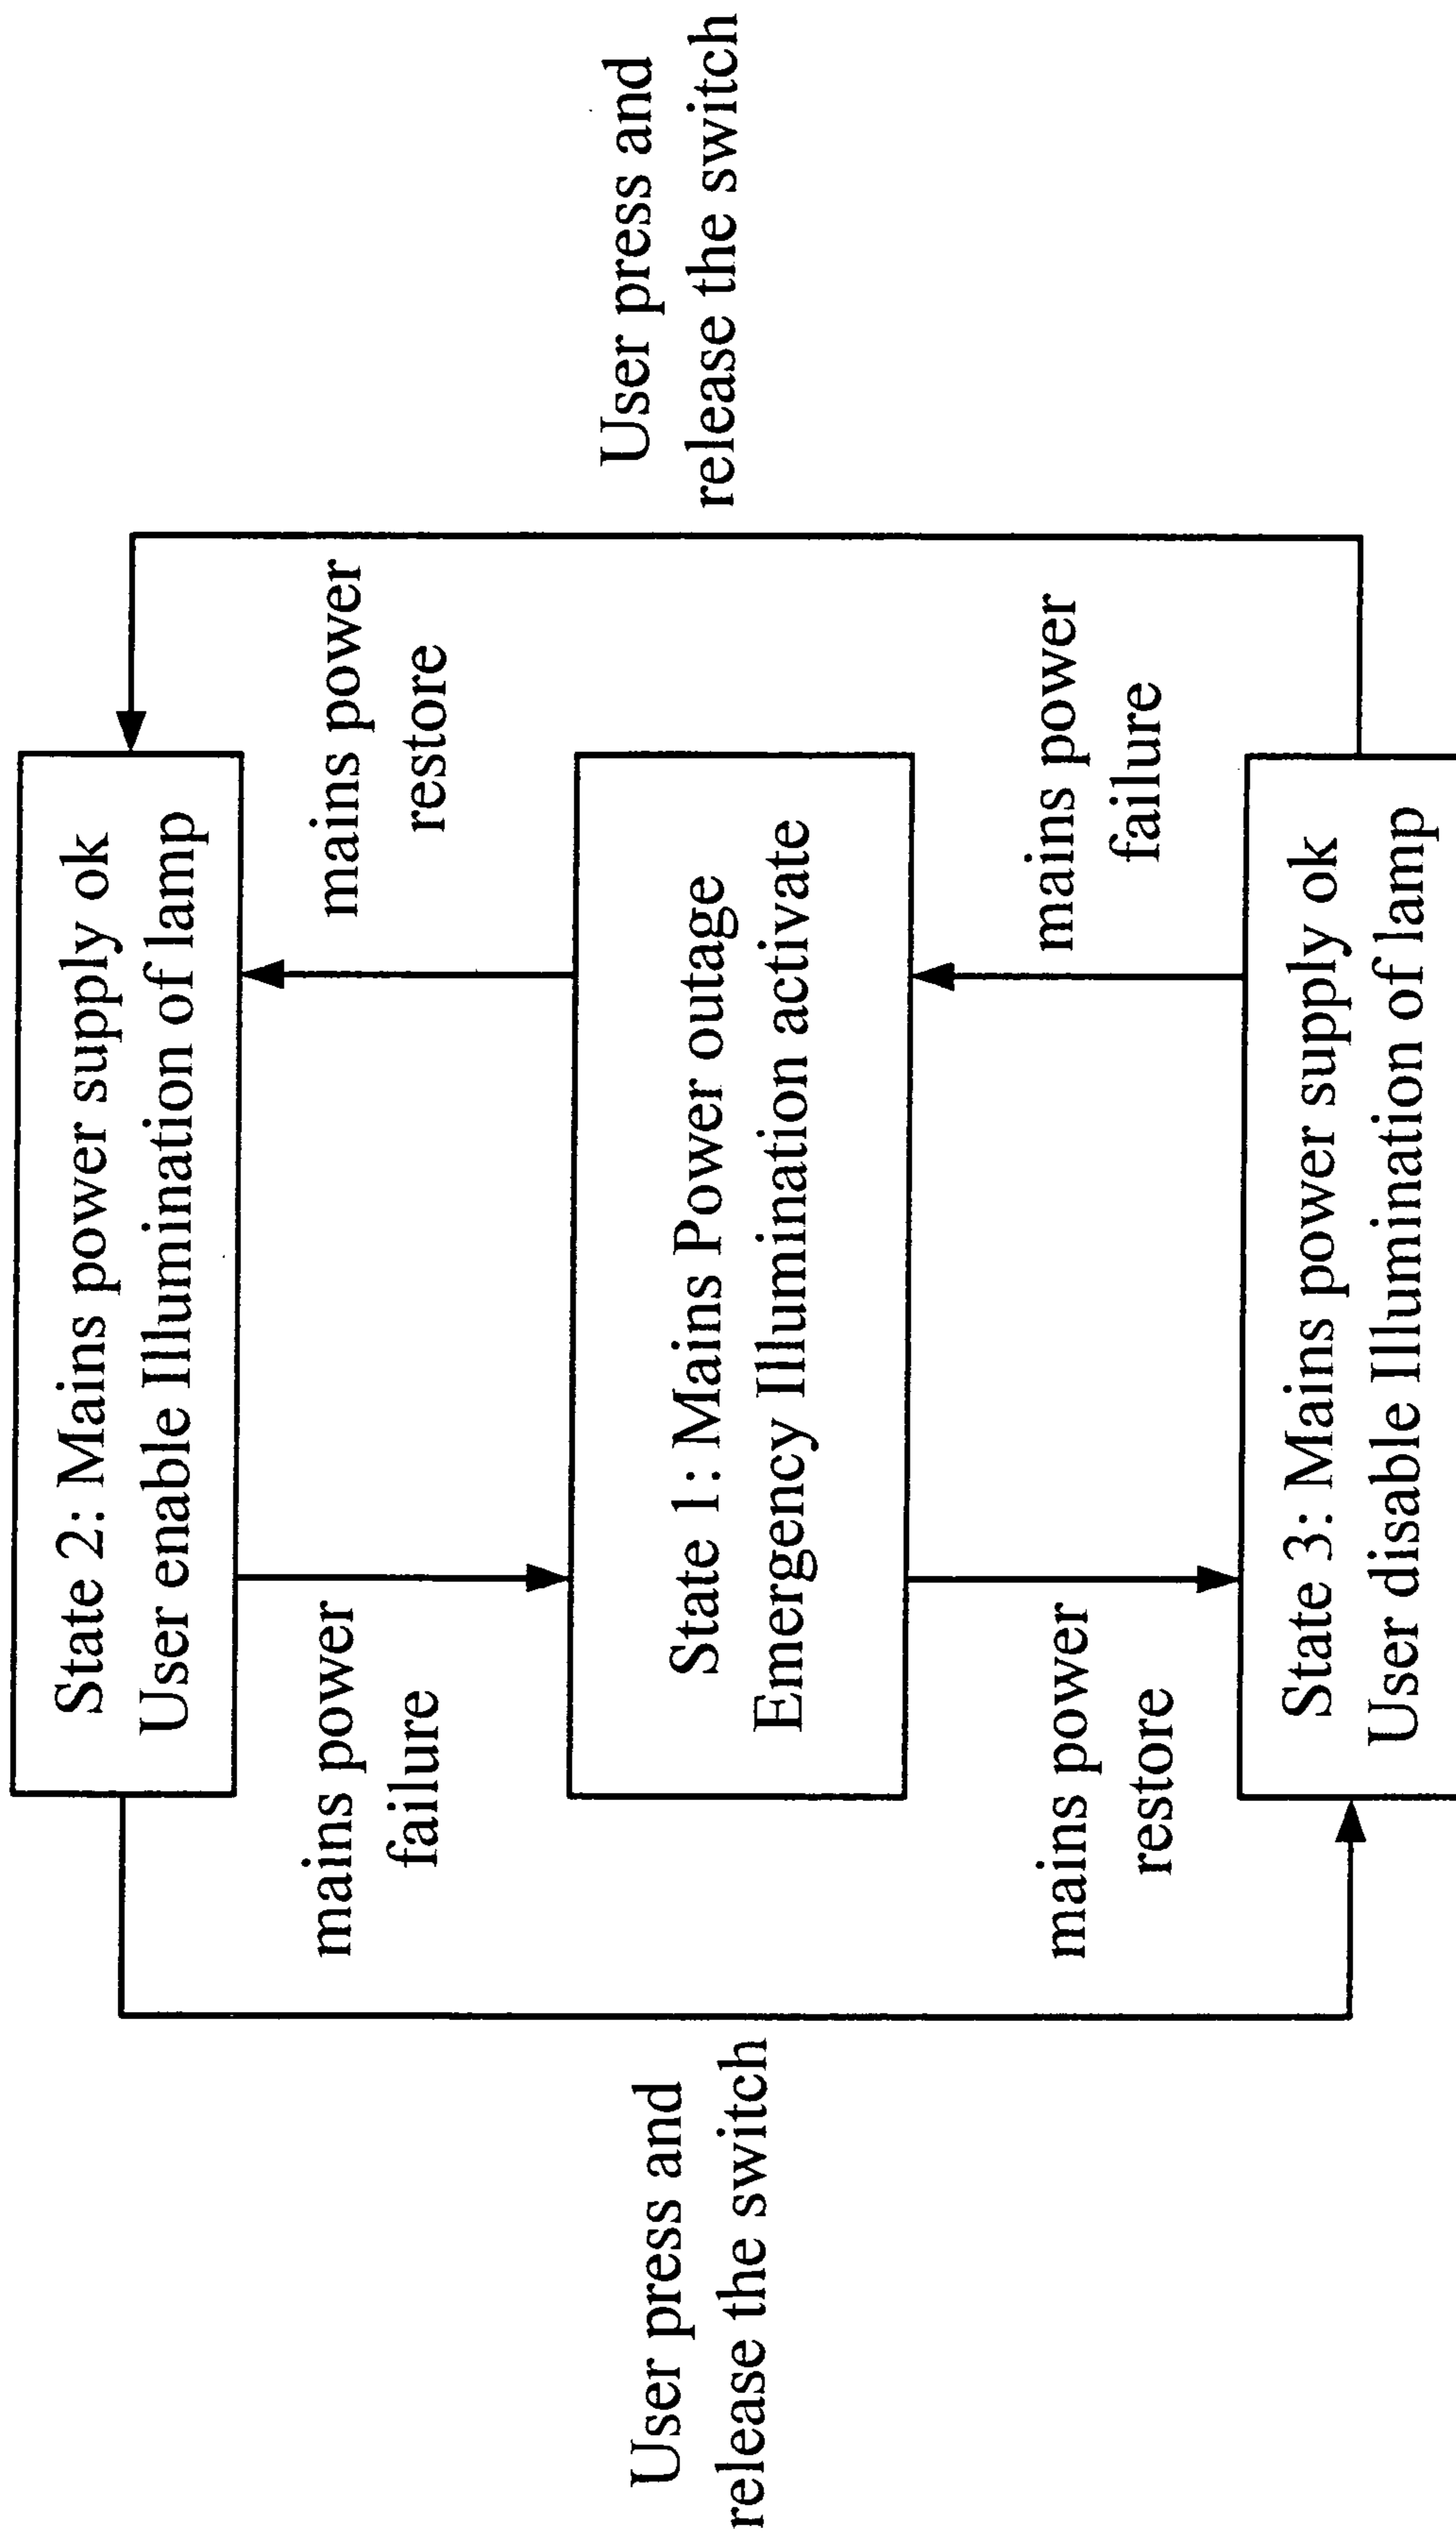 State 2: Mains power supply ok
User enable Illumination of lamp
mains power
failure
mains power
restore
User press and
release the switch
State 1: Mains Power outage
Emergency Illumination activate
User press and
release the switch
mains power
restore
mains power
failure
State 3: Mains power supply ok
User disable Illumination of lamp